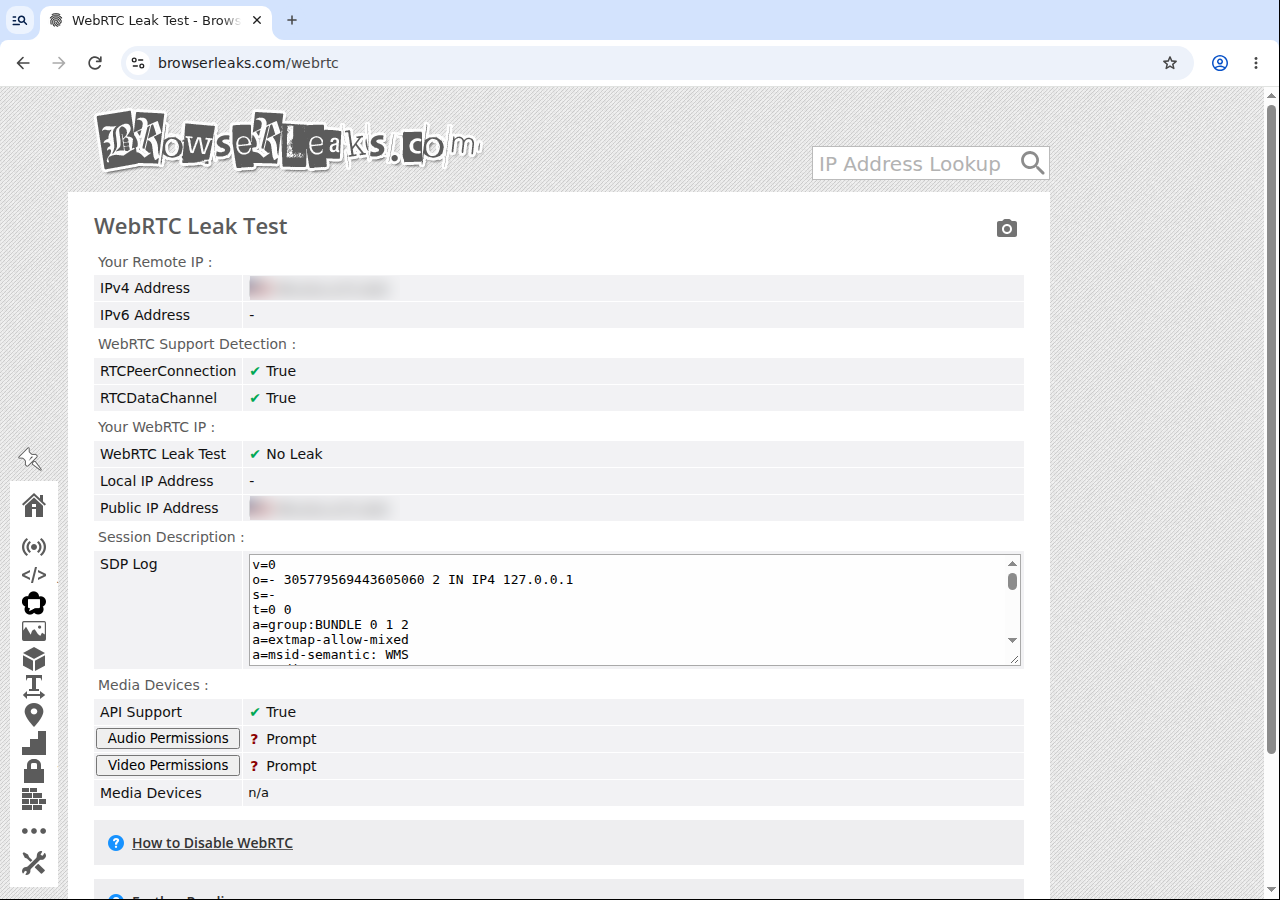 WebRTC Leak Test - Brows
browserleaks.com/webrtc
BrowserLeaks.com
IP Address Lookup
WebRTC Leak Test
Your Remote IP :
IPv4 Address
IPv6 Address -
WebRTC Support Detection :
RTCPeerConnection ✔ True
RTCDataChannel ✔ True
Your WebRTC IP :
WebRTC Leak Test ✔ No Leak
Local IP Address -
Public IP Address
Session Description :
SDP Log v=0
o=- 305779569443605060 2 IN IP4 127.0.0.1
s=-
t=0 0
a=group:BUNDLE 0 1 2
a=extmap-allow-mixed
a=msid-semantic: WMS
Media Devices :
API Support ✔ True
Audio Permissions ? Prompt
Video Permissions ? Prompt
Media Devices n/a
? How to Disable WebRTC